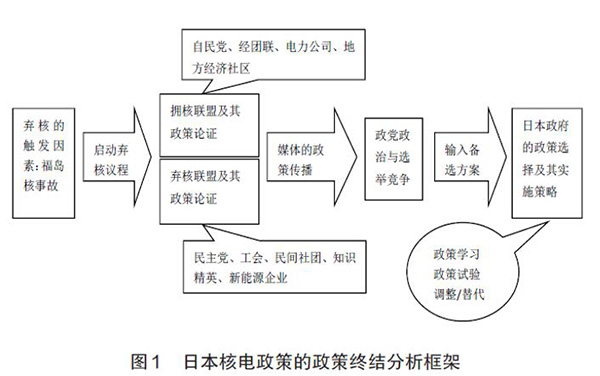 自民党、经团联、电力公司、地
方经济社区
弃核的
触发因
素：福岛
核事故
启动弃
核议程
拥核联盟及其
政策论证
弃核联盟及其
政策论证
媒体的政
策传播
政党政
治与选
举竞争
输入备
选方案
日本政府
的政策选
择及其实
施策略
民主党、工会、民间社团、知识
精英、新能源企业
政策学习
政策试验
调整/替代
图1 日本核电政策的政策终结分析框架